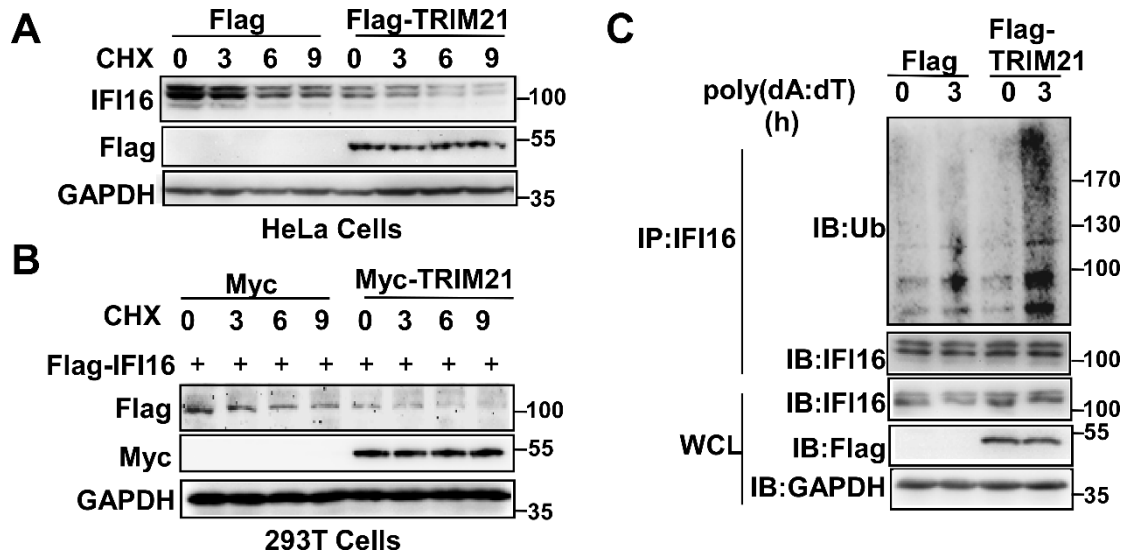 A
Flag Flag-TRIM21
CHX 0 3 6 9 0 3 6 9
IFI16 -100
Flag -55
GAPDH -35
HeLa Cells
B
Myc Myc-TRIM21
CHX 0 3 6 9 0 3 6 9
Flag-IFI16 + + + + + + + +
Flag -100
Myc -55
GAPDH -35
293T Cells
C
Flag Flag-
TRIM21
poly(dA:dT) 0 3 0 3
(h)
IP:IFI16
IB:Ub
-170
-130
-100
IB:IFI16 -100
WCL
IB:IFI16 -100
IB:Flag -55
IB:GAPDH -35